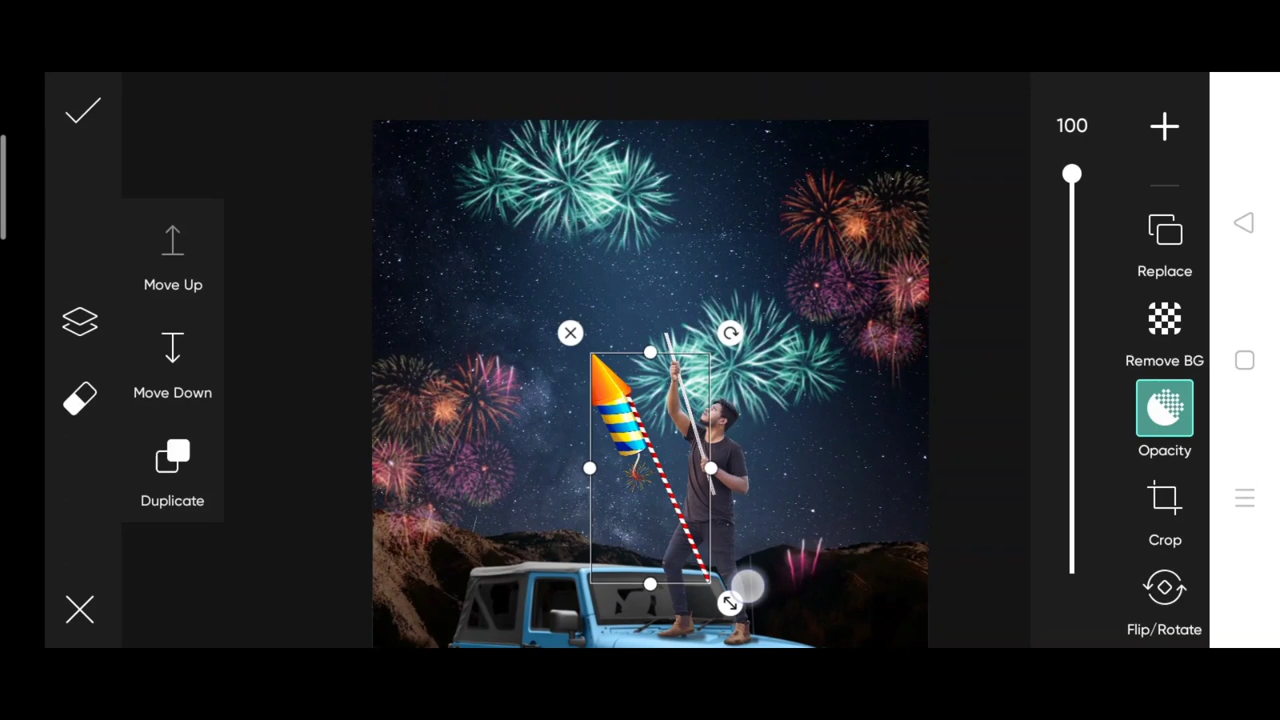 100
Move Up
Move Down
Duplicate
Replace
Remove BG
Opacity
Crop
Flip/Rotate